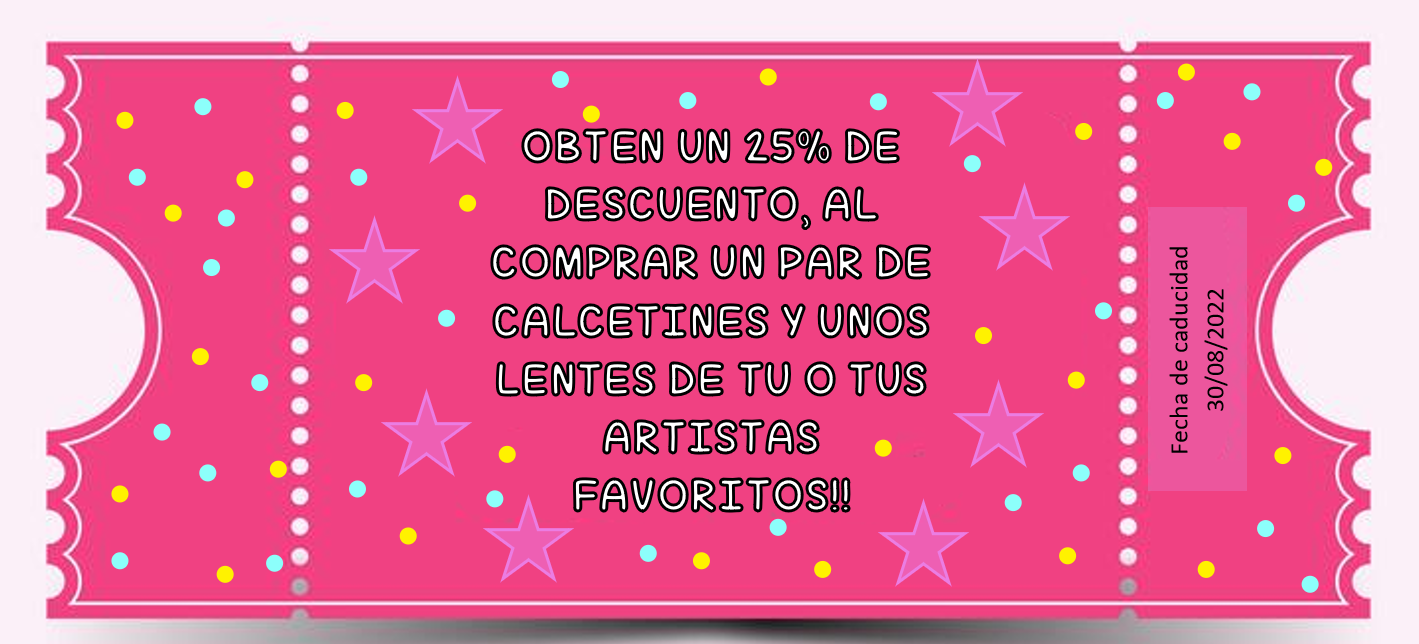 OBTEN UN 25% DE
DESCUENTO, AL
COMPRAR UN PAR DE
CALCETINES Y UNOS
LENTES DE TU O TUS
ARTISTAS
FAVORITOS!!
Fecha de caducidad
30/08/2022